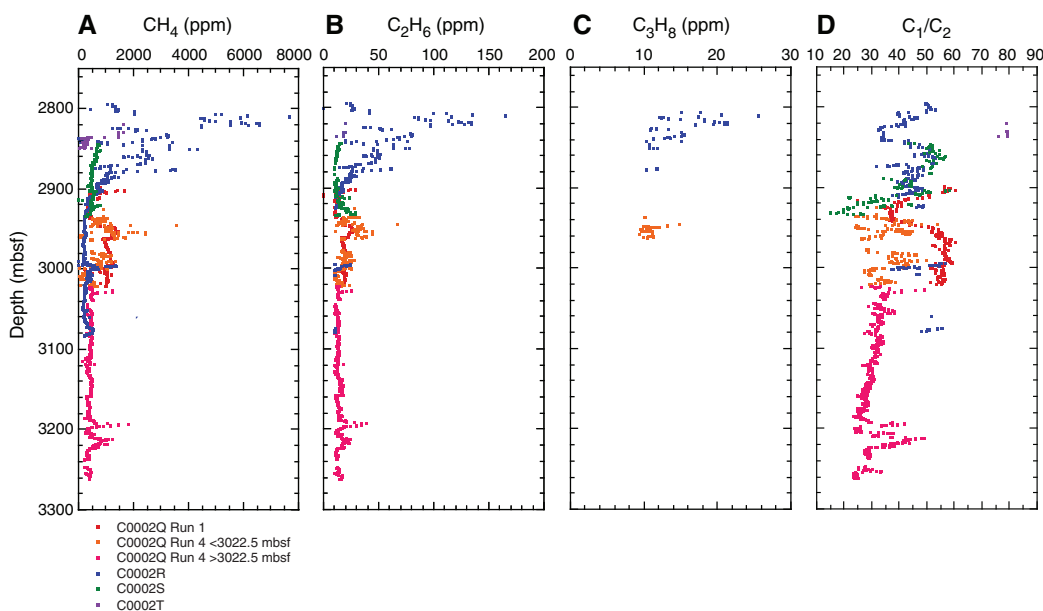 A CH4 (ppm) B C2H6 (ppm) C C3H8 (ppm) D C1/C2
0 2000 4000 6000 8000 0 50 100 150 200 0 10 20 30 10 20 30 40 50 60 70 80 90
2800
2900
3000
3100
3200
3300
Depth (mbsf)
C0002Q Run 1
C0002Q Run 4 <3022.5 mbsf
C0002Q Run 4 >3022.5 mbsf
C0002R
C0002S
C0002T